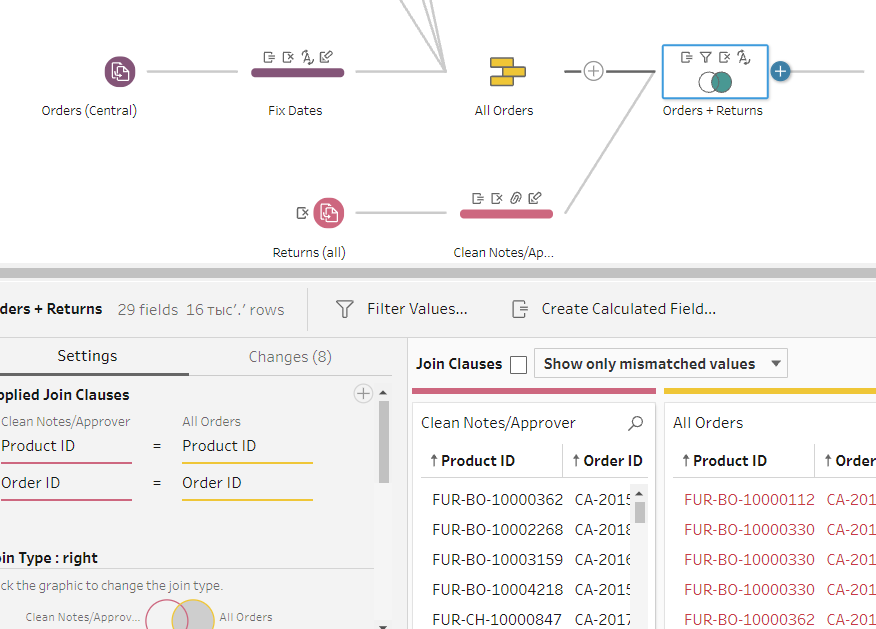 Orders (Central)
Fix Dates
All Orders
Orders + Returns
Returns (all)
Clean Notes/Ap...
ders + Returns
29 fields
16 тыс’.’ rows
Filter Values...
Create Calculated Field...
Settings
Changes (8)
Join Clauses
Show only mismatched values
pplied Join Clauses
Clean Notes/Approver
All Orders
Product ID = Product ID
Order ID = Order ID
in Type : right
ck the graphic to change the join type.
Clean Notes/Approv...
All Orders
Clean Notes/Approver
Product ID
Order ID
FUR-BO-10000362 CA-2015
FUR-BO-10002268 CA-2018
FUR-BO-10003159 CA-2016
FUR-BO-10004218 CA-2015
FUR-CH-10000847 CA-2017
All Orders
Product ID
Order
FUR-BO-10000112 CA-201
FUR-BO-10000330 CA-201
FUR-BO-10000330 CA-201
FUR-BO-10000330 CA-201
FUR-BO-10000362 CA-201